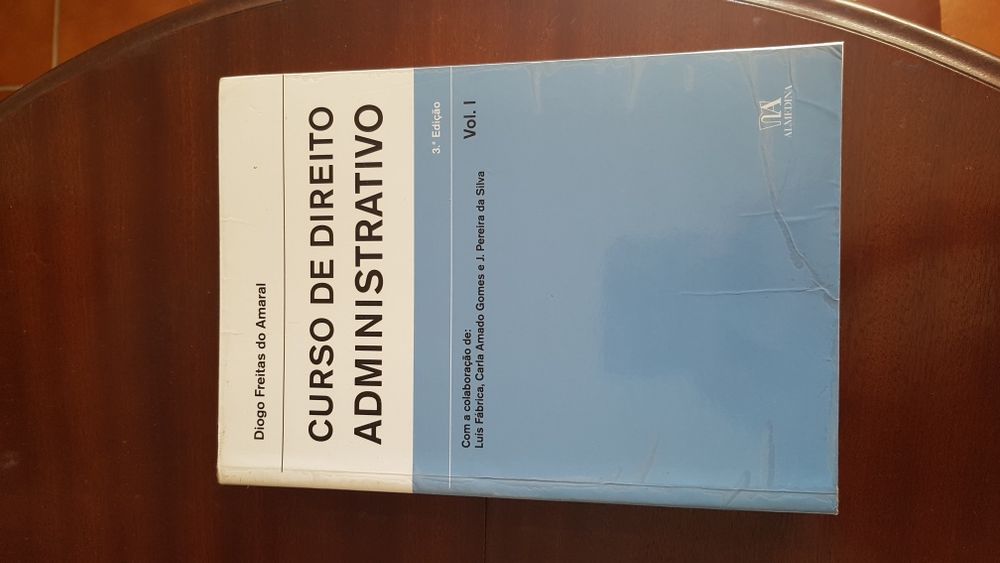 Diogo Freitas do Amaral
CURSO DE DIREITO
ADMINISTRATIVO
3.ª Edição
Com a colaboração de:
Luís Fábrica, Carla Amado Gomes e J. Pereira da Silva
Vol. I
ALMEDINA